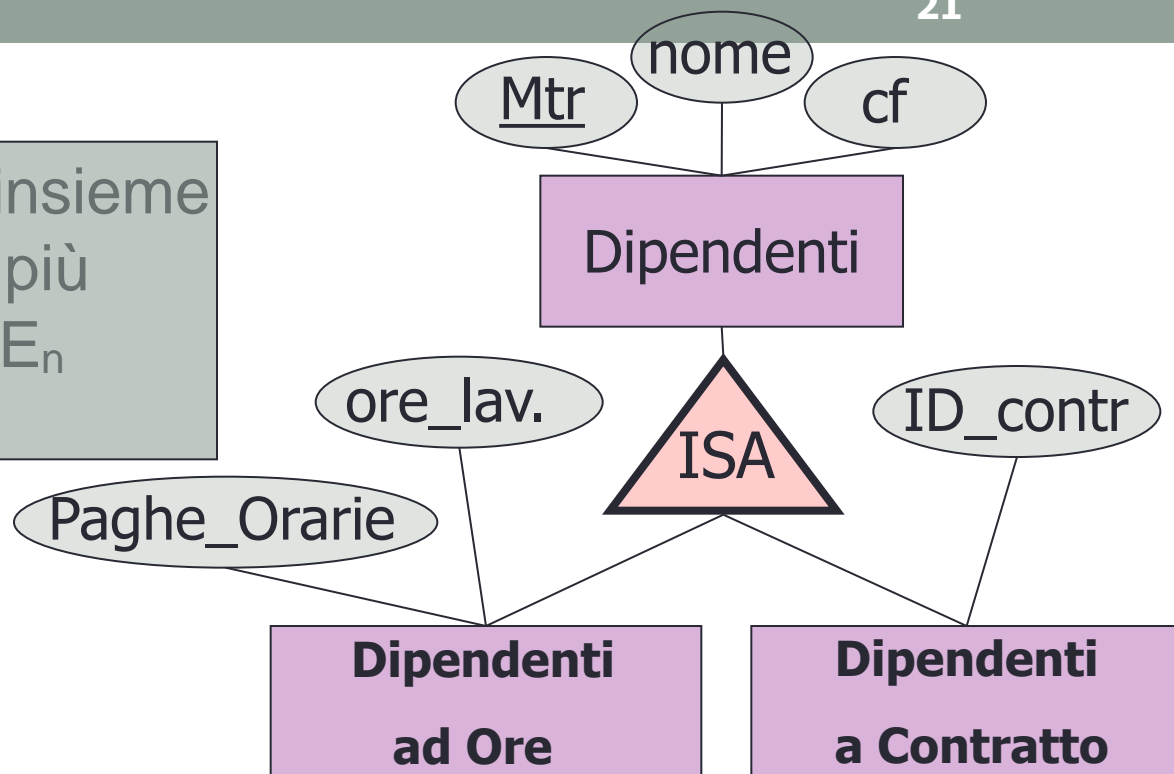 21
nome
Mtr
cf
insieme
più
En
Dipendenti
ore_lav.
ID_contr
ISA
Paghe_Orarie
Dipendenti
ad Ore
Dipendenti
a Contratto